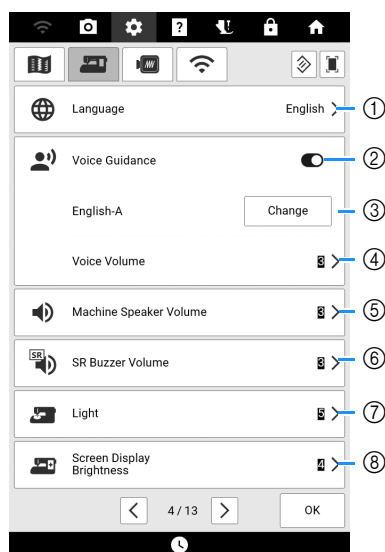 ?
Language
English
①
Voice Guidance
②
English-A
Change
③
Voice Volume
3
④
Machine Speaker Volume
3
⑤
SR
SR Buzzer Volume
3
⑥
Light
5
⑦
Screen Display
Brightness
4
⑧
4 / 13
OK